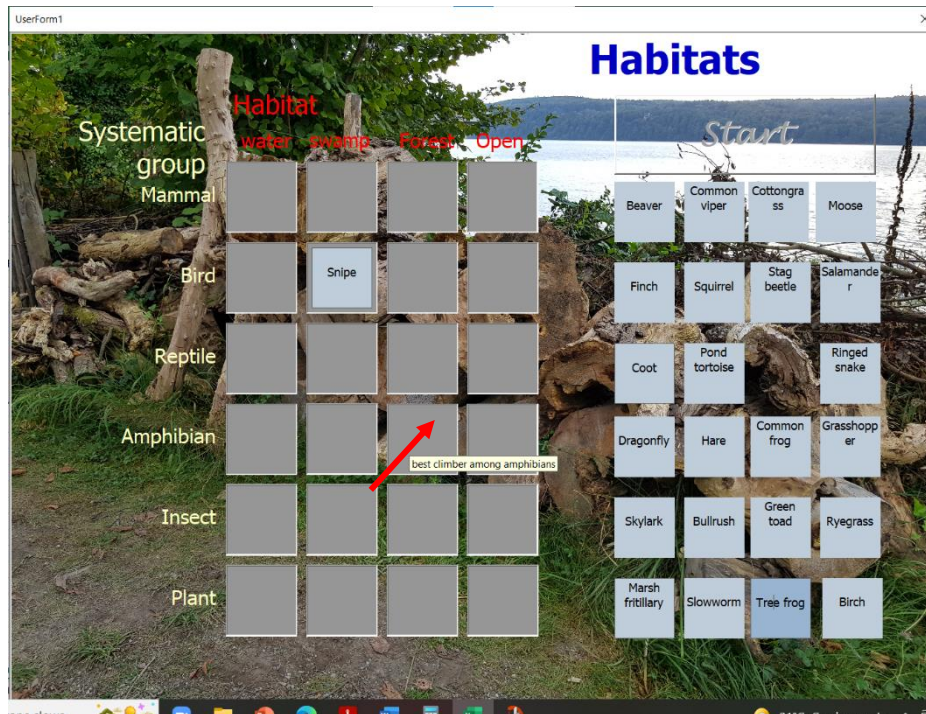 UserForm1
Habitats
Habitat
Systematic
group
water swamp Forest Open
Start
Mammal
Bird
Reptile
Amphibian
Insect
Plant
Snipe
best climber among amphibians
Beaver
Common
viper
Cottongra
ss
Moose
Finch
Squirrel
Stag
beetle
Salamande
r
Coot
Pond
tortoise
Ringed
snake
Dragonfly
Hare
Common
frog
Grasshopp
er
Skylark
Bullrush
Green
toad
Ryegrass
Marsh
fritillary
Slowworm
Tree frog
Birch